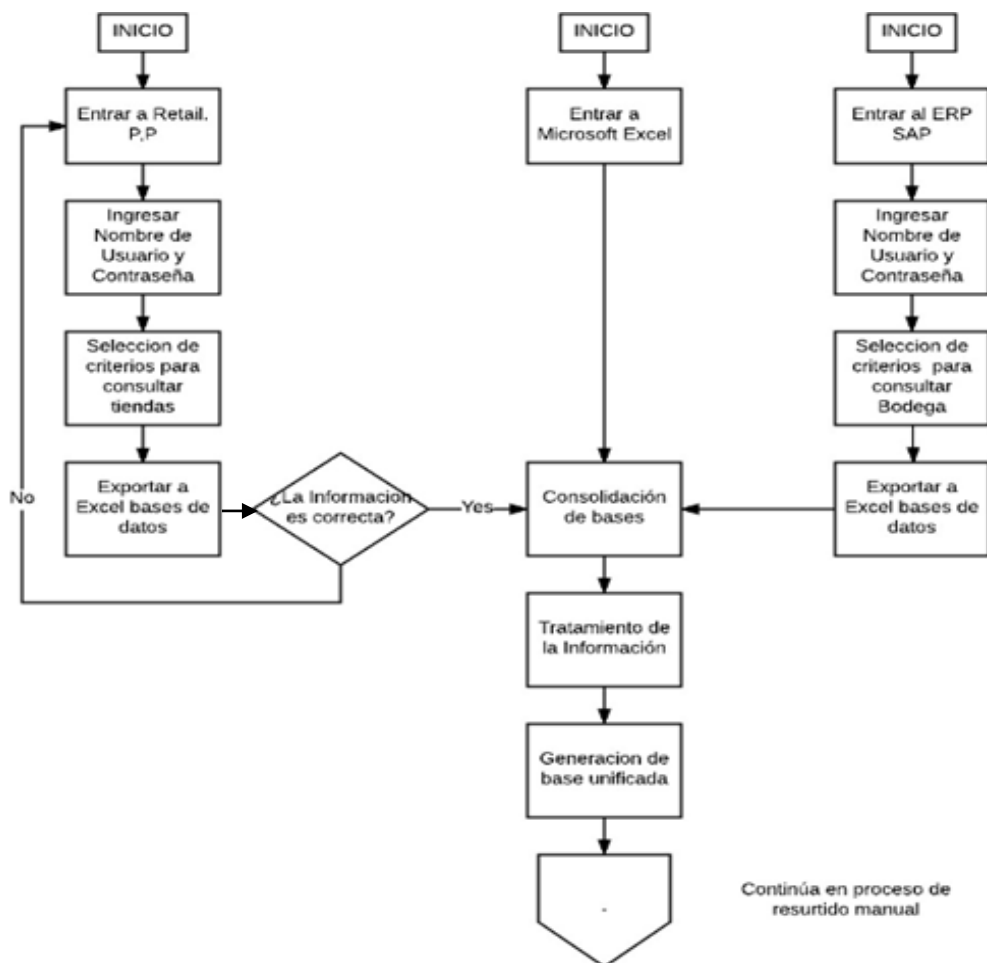 INICIO
Entrar a Retail.
P,P
Ingresar
Nombre de
Usuario y
Contraseña
Seleccion de
criterios para
consultar
tiendas
Exportar a
Excel bases de
datos
No
¿La Información
es correcta?
Yes
INICIO
Entrar a
Microsoft Excel
Consolidación
de bases
Tratamiento de
la Información
Generacion de
base unificada
-
INICIO
Entrar al ERP
SAP
Ingresar
Nombre de
Usuario y
Contraseña
Seleccion de
criterios para
consultar
Bodega
Exportar a
Excel bases de
datos
Continúa en proceso de
resurtido manual